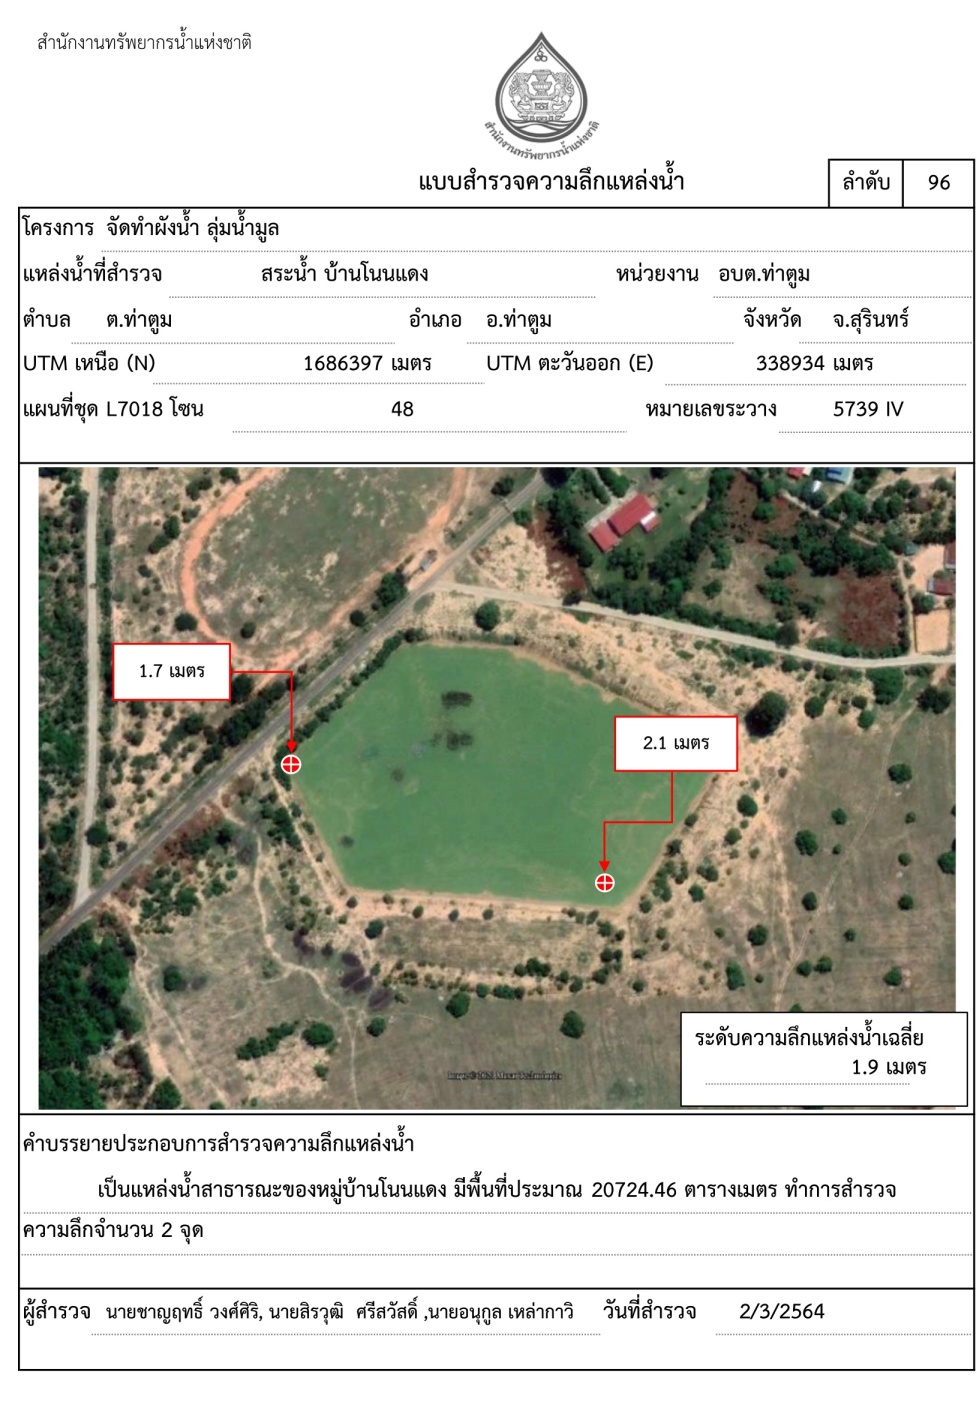 สำนักงานทรัพยากรน้ำแห่งชาติ
สำนักงานทรัพยากรน้ำแห่งชาติ
แบบสำรวจความลึกแหล่งน้ำ
ลำดับ 96
โครงการ จัดทำผังน้ำ ลุ่มน้ำมูล
แหล่งน้ำที่สำรวจ สระน้ำ บ้านโนนแดง หน่วยงาน อบต.ท่าตูม
ตำบล ต.ท่าตูม อำเภอ อ.ท่าตูม จังหวัด จ.สุรินทร์
UTM เหนือ (N) 1686397 เมตร UTM ตะวันออก (E) 338934 เมตร
แผนที่ชุด L7018 โซน 48 หมายเลขระวาง 5739 IV
1.7 เมตร
2.1 เมตร
ระดับความลึกแหล่งน้ำเฉลี่ย
1.9 เมตร
คำบรรยายประกอบการสำรวจความลึกแหล่งน้ำ
เป็นแหล่งน้ำสาธารณะของหมู่บ้านโนนแดง มีพื้นที่ประมาณ 20724.46 ตารางเมตร ทำการสำรวจ
ความลึกจำนวน 2 จุด
ผู้สำรวจ นายชาญฤทธิ์ วงศ์ศิริ, นายสิรวุฒิ ศรีสวัสดิ์ ,นายอนุกูล เหล่ากาวิ วันที่สำรวจ 2/3/2564